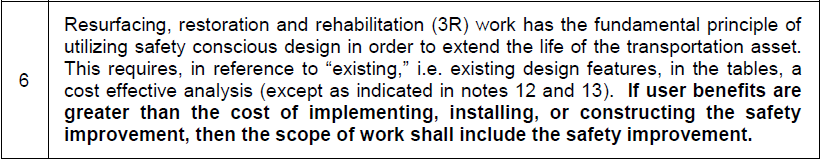 Resurfacing, restoration and rehabilitation (3R) work has the fundamental principle of
utilizing safety conscious design in order to extend the life of the transportation asset.
This requires, in reference to “existing,” i.e. existing design features, in the tables, a
6
cost effective analysis (except as indicated in notes 12 and 13).  If user benefits are
greater than the cost of implementing, installing, or constructing the safety
improvement, then the scope of work shall include the safety improvement.